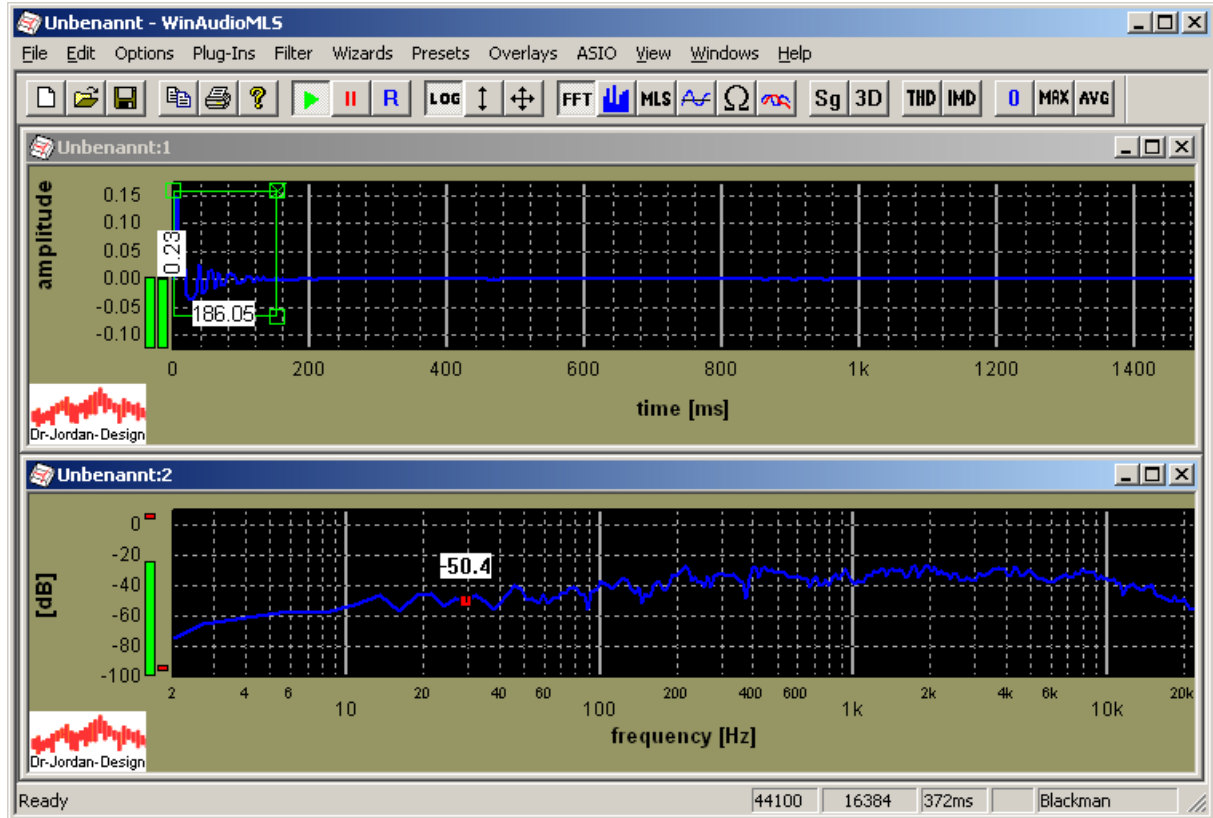 Unbenannt - WinAudioMLS
File Edit Options Plug-Ins Filter Wizards Presets Overlays ASIO View Windows Help
? R LOG FFT MLS Ω Sg 3D THD IMD 0 MAX AVG
Unbenannt:1
amplitude
0.15
0.10
0.05
0.00
-0.05
-0.10
0.23
186.05
0 200 400 600 800 1k 1200 1400
time [ms]
Dr-Jordan-Design
Unbenannt:2
[dB]
0
-20
-40
-60
-80
-100
-50.4
2 4 6 20 40 60 200 400 600 2k 4k 6k 20k
10 100 1k 10k
frequency [Hz]
Dr-Jordan-Design
Ready 44100 16384 372ms Blackman